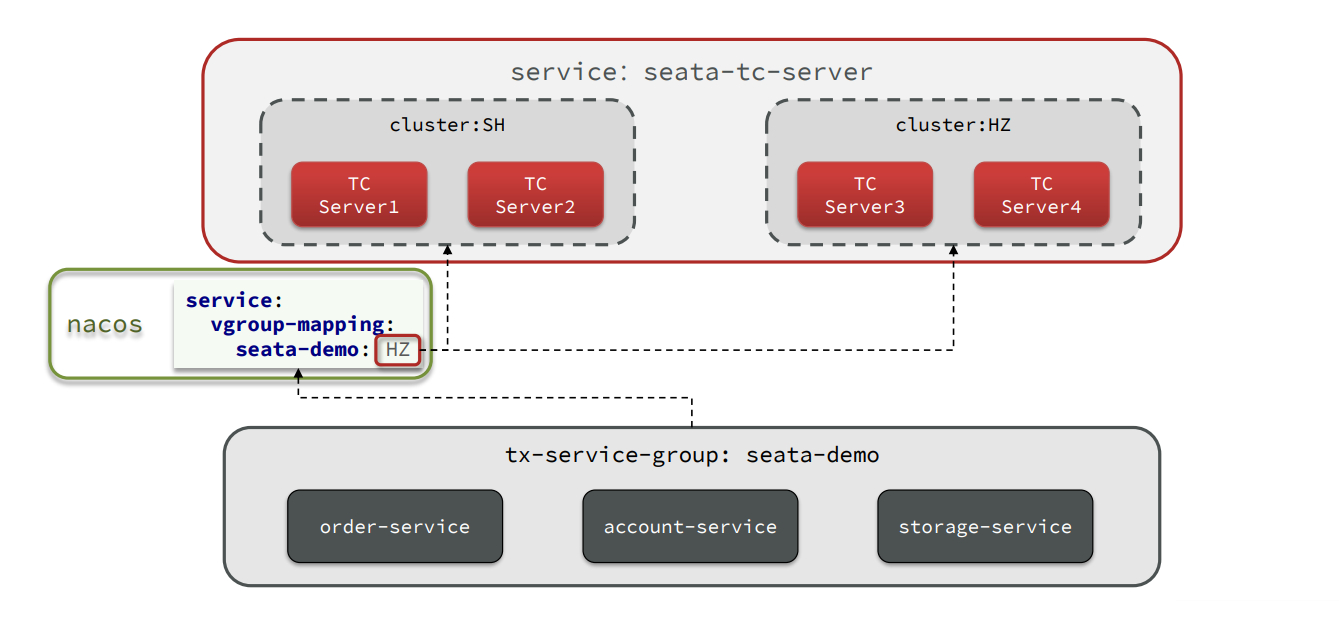 service: seata-tc-server
cluster:SH
cluster:HZ
TC
Server1
TC
Server2
TC
Server3
TC
Server4
nacos
service:
vgroup-mapping:
seata-demo: HZ
tx-service-group: seata-demo
order-service
account-service
storage-service